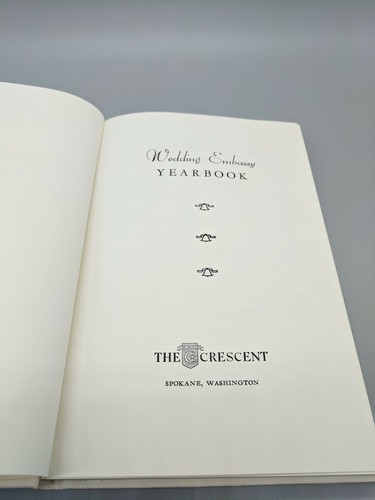 Wedding Embassy
YEARBOOK
THE CRESCENT
SPOKANE, WASHINGTON